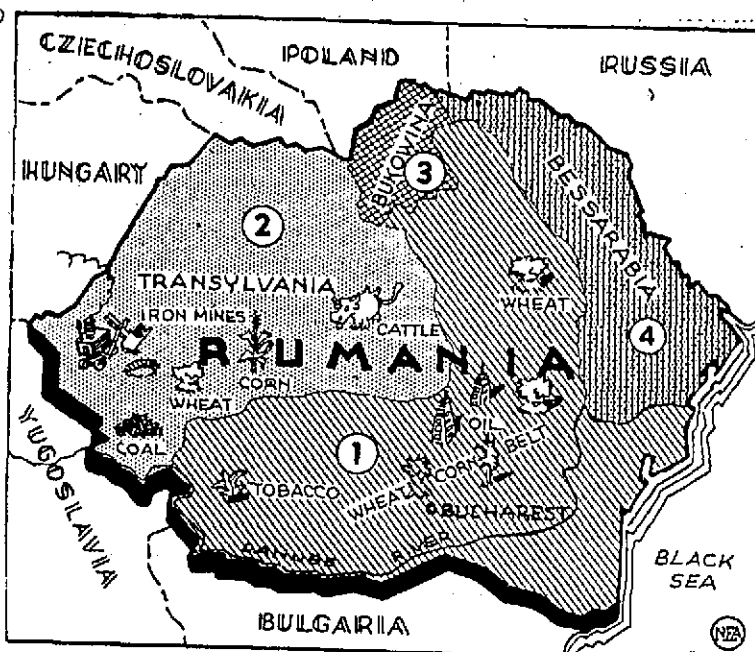 CZECHOSLOVAKIA
POLAND
RUSSIA
HUNGARY
BUKOWINA
3
BESSARABIA
2
TRANSYLVANIA
WHEAT
IRON MINES
CATTLE
4
RUMANIA
CORN
WHEAT
OIL
COAL
1
WHEAT CORN BELT
TOBACCO
BUCHAREST
YUGOSLAVIA
DANUBE RIVER
BLACK
SEA
BULGARIA
NEA